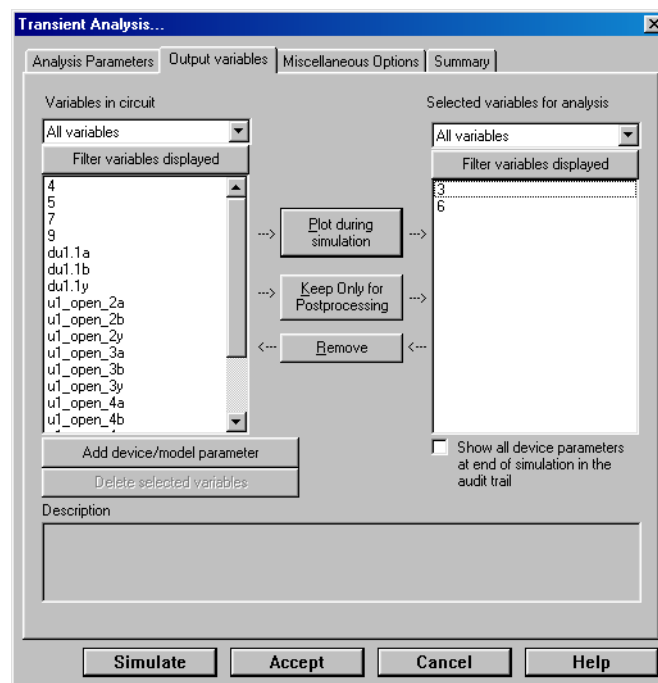 Transient Analysis...
Analysis Parameters
Output variables
Miscellaneous Options
Summary
Variables in circuit
All variables
Filter variables displayed
4
5
7
9
du1.1a
du1.1b
du1.1y
u1_open_2a
u1_open_2b
u1_open_2y
u1_open_3a
u1_open_3b
u1_open_3y
u1_open_4a
u1_open_4b
--->
Plot during
simulation
--->
--->
Keep Only for
Postprocessing
--->
<---
Remove
<---
Selected variables for analysis
All variables
Filter variables displayed
3
6
Add device/model parameter
Delete selected variables
Show all device parameters
at end of simulation in the
audit trail
Description
Simulate
Accept
Cancel
Help